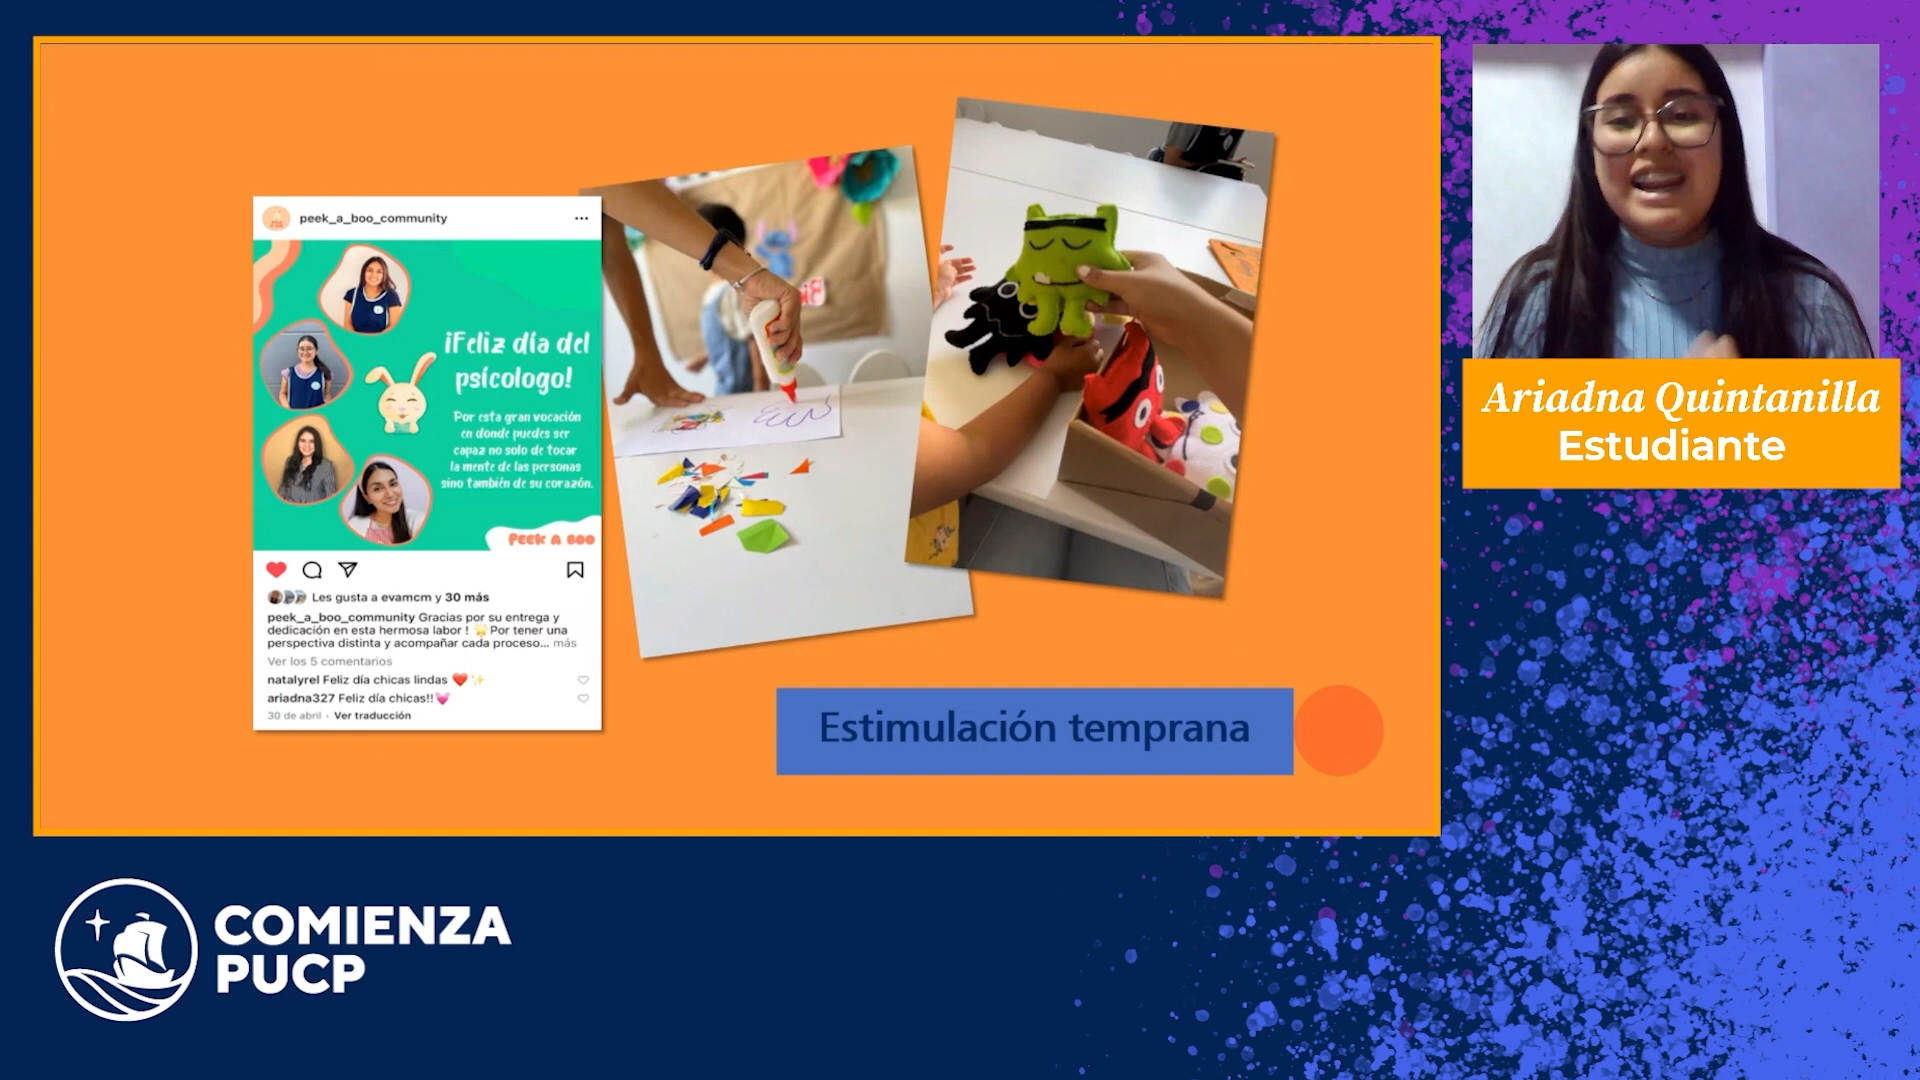 peek_a_boo_community
¡Feliz día del
psícologo!
Por esta gran vocación
en donde puedes ser
capaz no solo de tocar
la mente de las personas
sino también de su corazón.
Peek a Boo
Les gusta a evamcm y 30 más
peek_a_boo_community Gracias por su entrega y
dedicación en esta hermosa labor ! Por tener una
perspectiva distinta y acompañar cada proceso... más
Ver los 5 comentarios
natalyrel Feliz día chicas lindas ❤️✨
ariadna327 Feliz día chicas!!💓
30 de abril · Ver traducción
Estimulación temprana
Ariadna Quintanilla
Estudiante
COMIENZA
PUCP